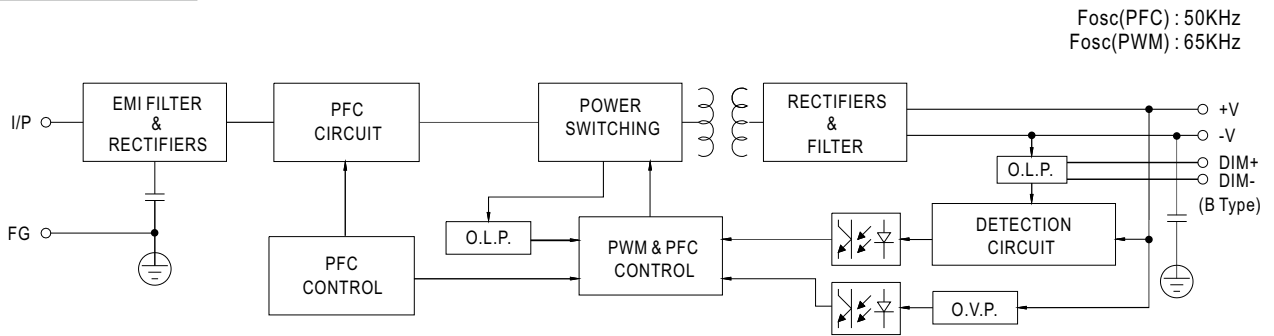 Fosc(PFC) : 50KHz
Fosc(PWM) : 65KHz
I/P
EMI FILTER
&
RECTIFIERS
PFC
CIRCUIT
POWER
SWITCHING
RECTIFIERS
&
FILTER
+V
-V
DIM+
DIM-
(B Type)
O.L.P.
FG
O.L.P.
DETECTION
CIRCUIT
PFC
CONTROL
PWM & PFC
CONTROL
O.V.P.